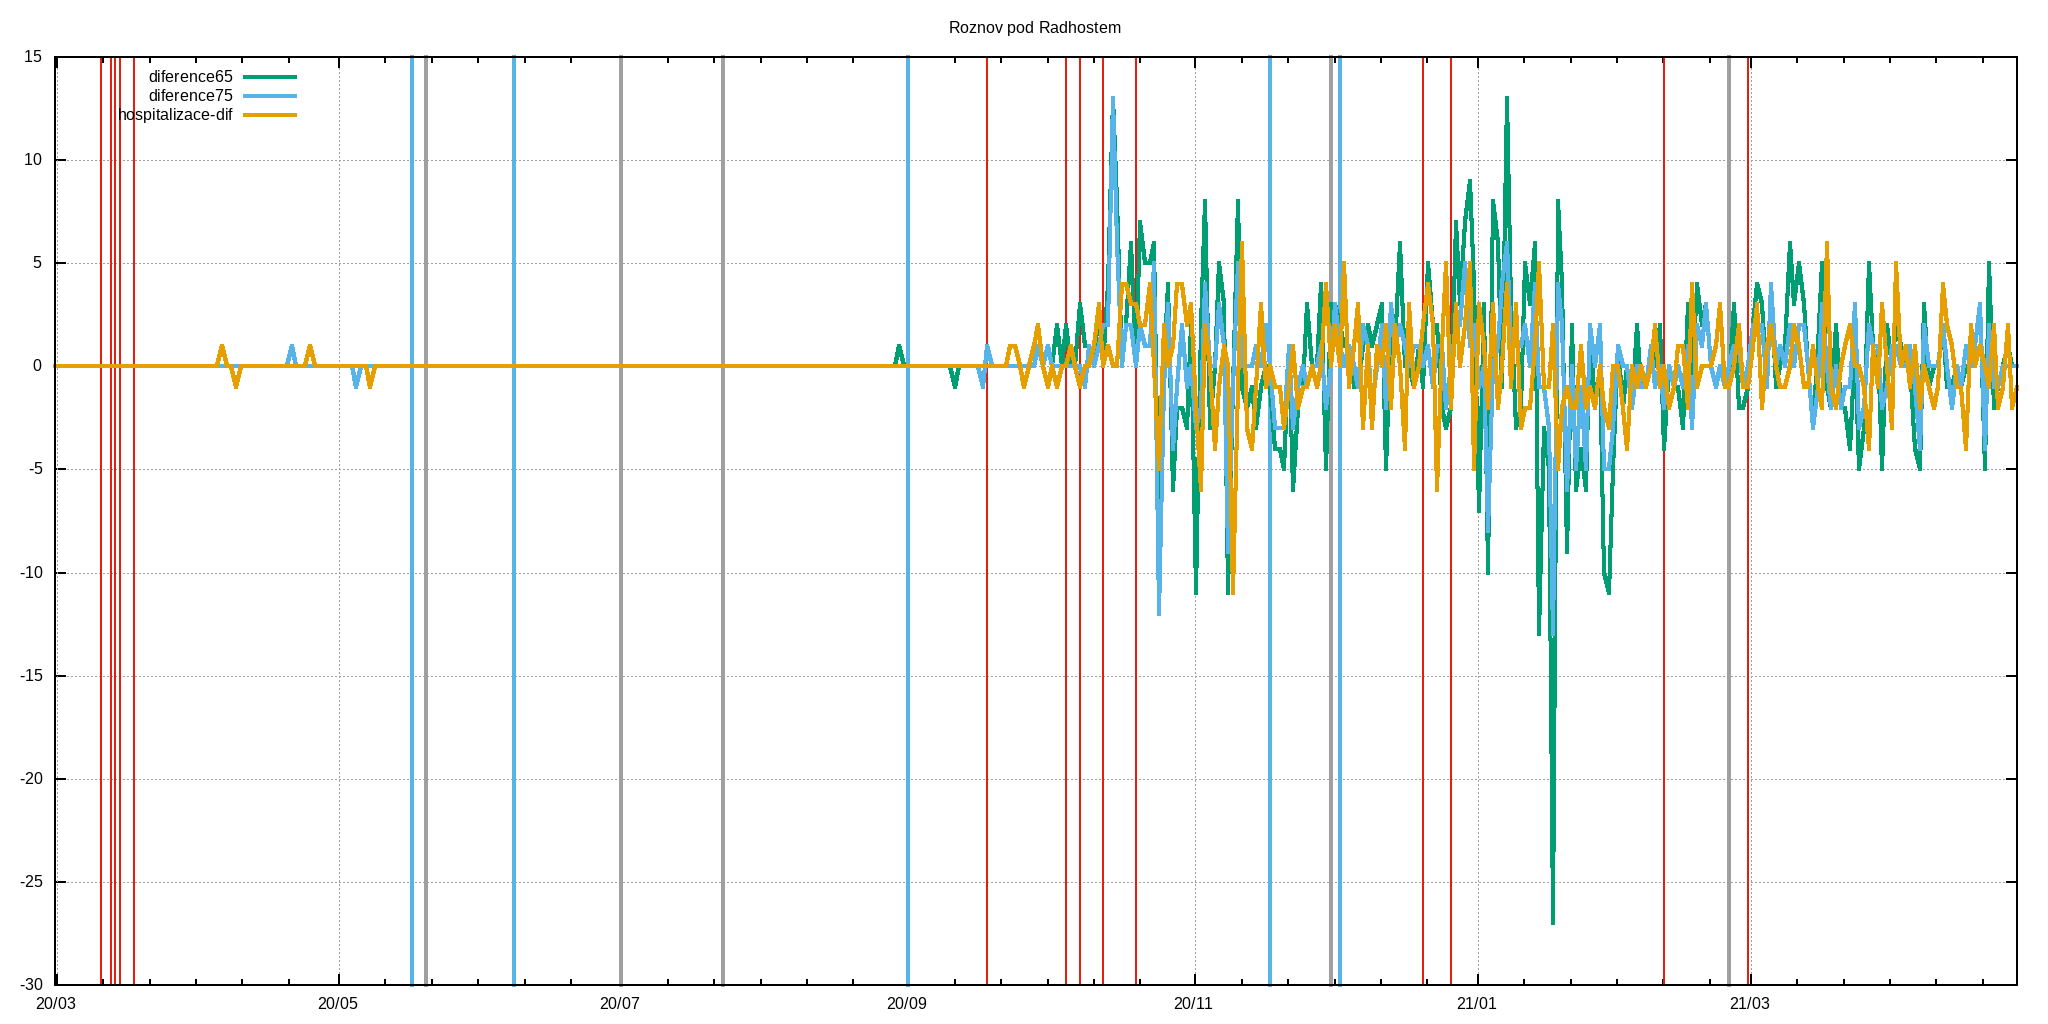 Roznov pod Radhostem
15
10
5
0
-5
-10
-15
-20
-25
-30
diference65
diference75
hospitalizace-dif
20/03 20/05 20/07 20/09 20/11 21/01 21/03